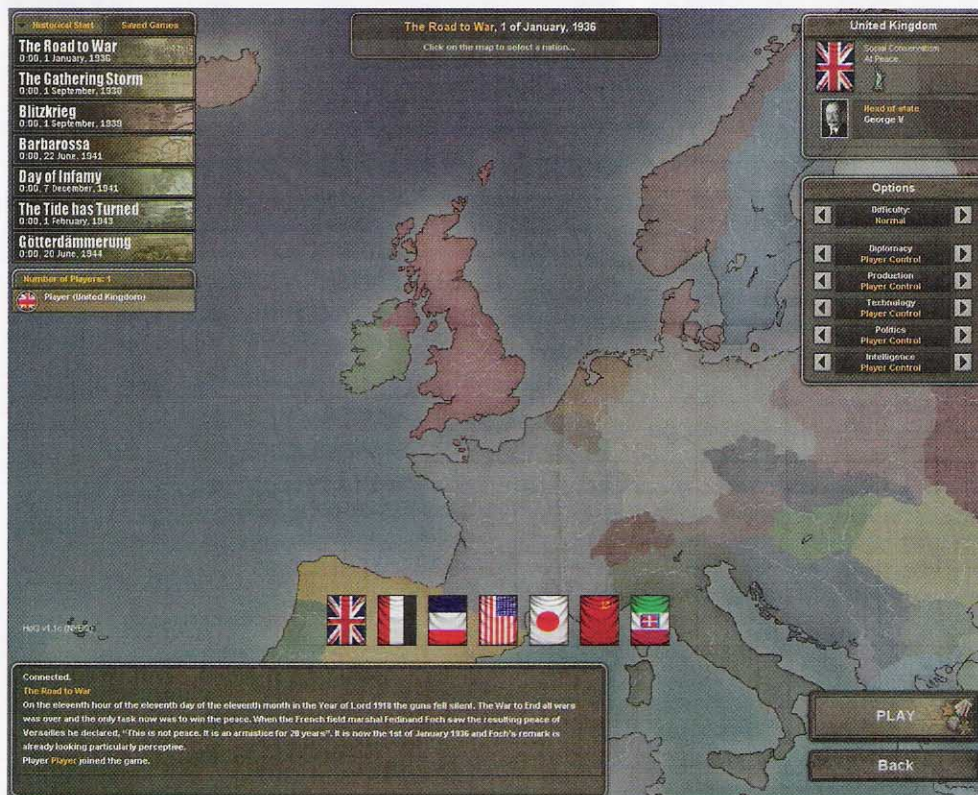 Historical Start Saved Games
The Road to War
0:00, 1 January, 1936
The Gathering Storm
0:00, 1 September, 1938
Blitzkrieg
0:00, 1 September, 1939
Barbarossa
0:00, 22 June, 1941
Day of Infamy
0:00, 7 December, 1941
The Tide has Turned
0:00, 1 February, 1943
Götterdämmerung
0:00, 20 June, 1944
Number of Players: 1
Player (United Kingdom)
The Road to War, 1 of January, 1936
Click on the map to select a nation...
United Kingdom
Social Conservatism
At Peace
Head of state
George V
Options
Difficulty:
Normal
Diplomacy
Player Control
Production
Player Control
Technology
Player Control
Politics
Player Control
Intelligence
Player Control
HoI3 v1.1c
Connected.
The Road to War
On the eleventh hour of the eleventh day of the eleventh month in the Year of Lord 1918 the guns fell silent. The War to End all wars
was over and the only task now was to win the peace. When the French field marshal Ferdinand Foch saw the resulting peace of
Versailles he declared, "This is not peace. It is an armistice for 20 years". It is now the 1st of January 1936 and Foch's remark is
already looking particularly perceptive.
Player Player joined the game.
PLAY
Back